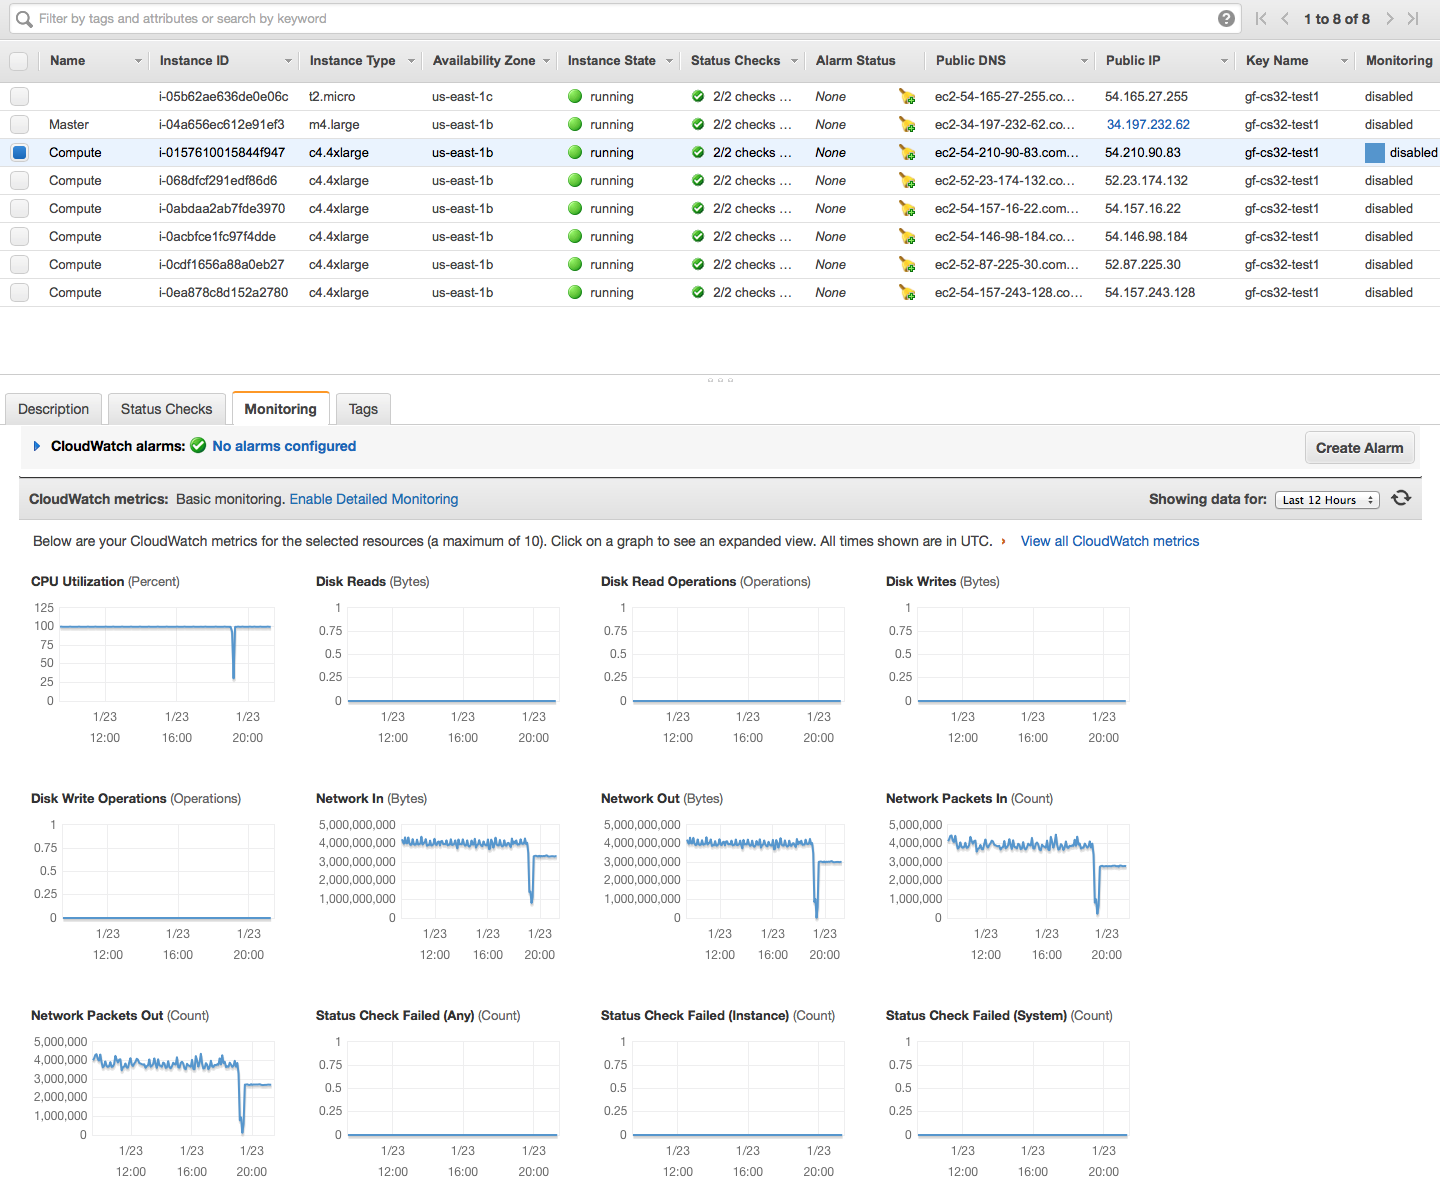 Filter by tags and attributes or search by keyword ? 1 to 8 of 8
Name Instance ID Instance Type Availability Zone Instance State Status Checks Alarm Status Public DNS Public IP Key Name Monitoring
i-05b62ae636de0e06c t2.micro us-east-1c running 2/2 checks ... None ec2-54-165-27-255.co... 54.165.27.255 gf-cs32-test1 disabled
Master i-04a656ec612e91ef3 m4.large us-east-1b running 2/2 checks ... None ec2-34-197-232-62.co... 34.197.232.62 gf-cs32-test1 disabled
Compute i-0157610015844f947 c4.4xlarge us-east-1b running 2/2 checks ... None ec2-54-210-90-83.com... 54.210.90.83 gf-cs32-test1 disabled
Compute i-068dfcf291edf86d6 c4.4xlarge us-east-1b running 2/2 checks ... None ec2-52-23-174-132.co... 52.23.174.132 gf-cs32-test1 disabled
Compute i-0abdaa2ab7fde3970 c4.4xlarge us-east-1b running 2/2 checks ... None ec2-54-157-16-22.com... 54.157.16.22 gf-cs32-test1 disabled
Compute i-0acbfce1fc97f4dde c4.4xlarge us-east-1b running 2/2 checks ... None ec2-54-146-98-184.co... 54.146.98.184 gf-cs32-test1 disabled
Compute i-0cdf1656a88a0eb27 c4.4xlarge us-east-1b running 2/2 checks ... None ec2-52-87-225-30.com... 52.87.225.30 gf-cs32-test1 disabled
Compute i-0ea878c8d152a2780 c4.4xlarge us-east-1b running 2/2 checks ... None ec2-54-157-243-128.co... 54.157.243.128 gf-cs32-test1 disabled
Description Status Checks Monitoring Tags
CloudWatch alarms: No alarms configured Create Alarm
CloudWatch metrics: Basic monitoring. Enable Detailed Monitoring Showing data for: Last 12 Hours
Below are your CloudWatch metrics for the selected resources (a maximum of 10). Click on a graph to see an expanded view. All times shown are in UTC. › View all CloudWatch metrics
CPU Utilization (Percent)
125
100
75
50
25
0
1/23 1/23 1/23
12:00 16:00 20:00
Disk Reads (Bytes)
1
0.75
0.5
0.25
0
1/23 1/23 1/23
12:00 16:00 20:00
Disk Read Operations (Operations)
1
0.75
0.5
0.25
0
1/23 1/23 1/23
12:00 16:00 20:00
Disk Writes (Bytes)
1
0.75
0.5
0.25
0
1/23 1/23 1/23
12:00 16:00 20:00
Disk Write Operations (Operations)
1
0.75
0.5
0.25
0
1/23 1/23 1/23
12:00 16:00 20:00
Network In (Bytes)
5,000,000,000
4,000,000,000
3,000,000,000
2,000,000,000
1,000,000,000
0
1/23 1/23 1/23
12:00 16:00 20:00
Network Out (Bytes)
5,000,000,000
4,000,000,000
3,000,000,000
2,000,000,000
1,000,000,000
0
1/23 1/23 1/23
12:00 16:00 20:00
Network Packets In (Count)
5,000,000
4,000,000
3,000,000
2,000,000
1,000,000
0
1/23 1/23 1/23
12:00 16:00 20:00
Network Packets Out (Count)
5,000,000
4,000,000
3,000,000
2,000,000
1,000,000
0
1/23 1/23 1/23
12:00 16:00 20:00
Status Check Failed (Any) (Count)
1
0.75
0.5
0.25
0
1/23 1/23 1/23
12:00 16:00 20:00
Status Check Failed (Instance) (Count)
1
0.75
0.5
0.25
0
1/23 1/23 1/23
12:00 16:00 20:00
Status Check Failed (System) (Count)
1
0.75
0.5
0.25
0
1/23 1/23 1/23
12:00 16:00 20:00